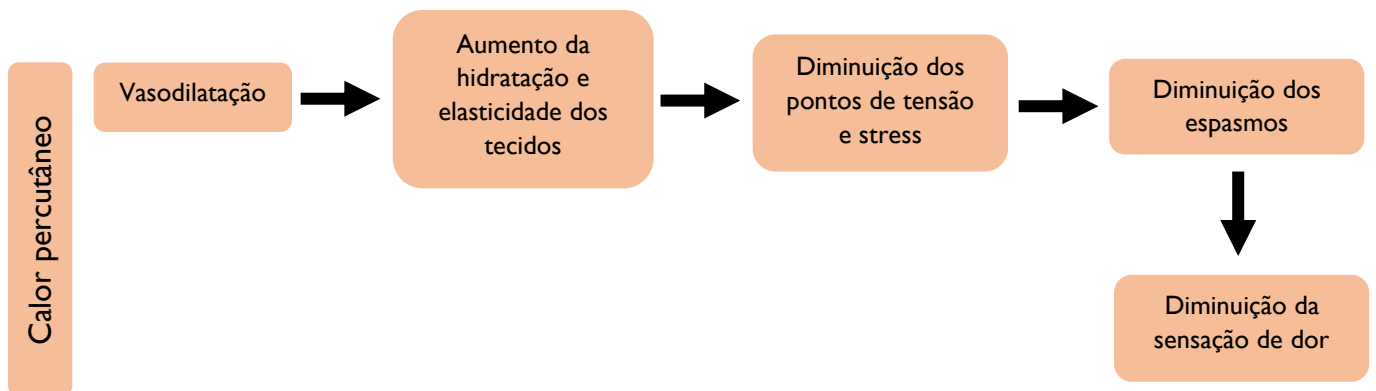 Calor percutâneo
Vasodilatação
Aumento da
hidratação e
elasticidade dos
tecidos
Diminuição dos
pontos de tensão
e stress
Diminuição dos
espasmos
Diminuição da
sensação de dor